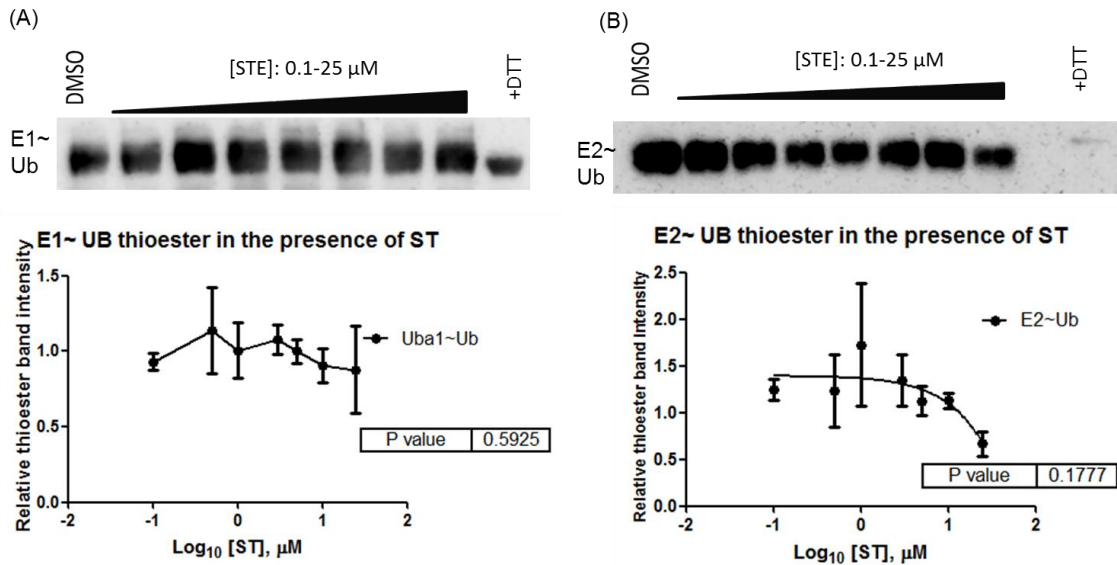 (A)
DMSO
[STE]: 0.1-25 µM
+DTT
E1~
Ub
E1~ UB thioester in the presence of ST
Relative thioester band intensity
1.5
1.0
0.5
0.0
-2
-1
0
1
2
Log10 [ST], µM
Uba1~Ub
P value 0.5925
(B)
DMSO
[STE]: 0.1-25 µM
+DTT
E2~
Ub
E2~ UB thioester in the presence of ST
Relative thioester band Intensity
2.5
2.0
1.5
1.0
0.5
0.0
-2
-1
0
1
2
Log10 [ST], µM
E2~Ub
P value 0.1777